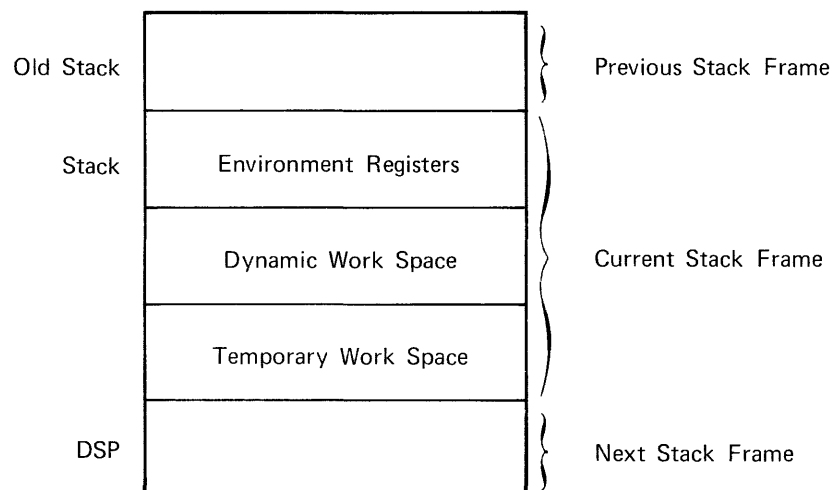 Old Stack
Previous Stack Frame
Stack
Environment Registers
Dynamic Work Space
Current Stack Frame
Temporary Work Space
DSP
Next Stack Frame